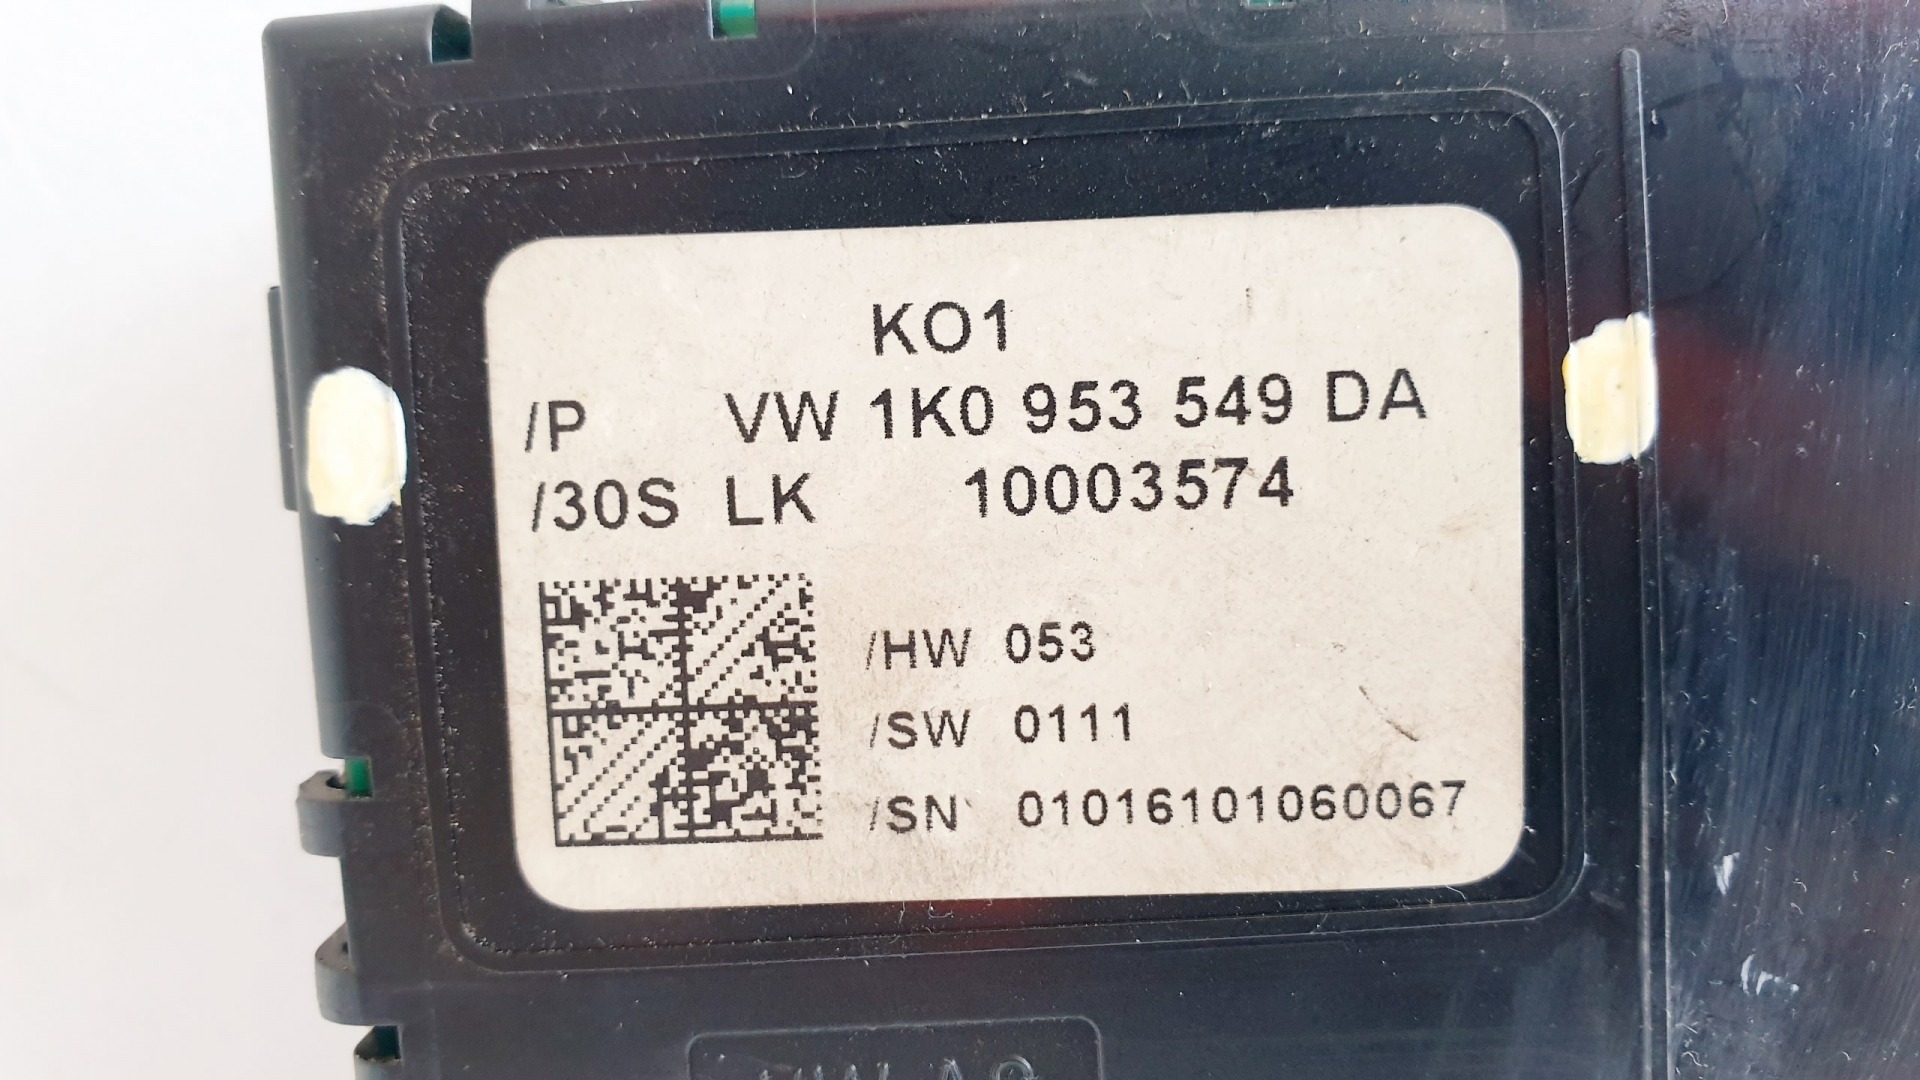 KO1
/P VW 1K0 953 549 DA
/30S LK 10003574
/HW 053
/SW 0111
/SN 01016101060067